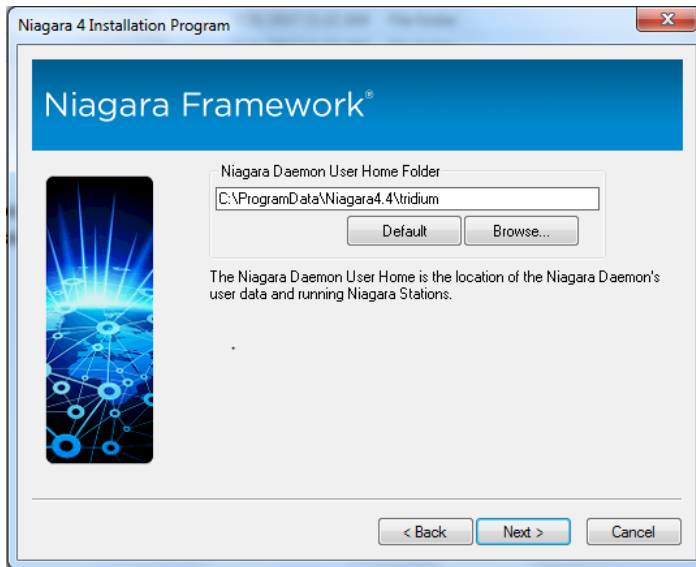 Niagara 4 Installation Program
Niagara Framework®
Niagara Daemon User Home Folder
C:\ProgramData\Niagara4.4\tridium
Default
Browse...
The Niagara Daemon User Home is the location of the Niagara Daemon's
user data and running Niagara Stations.
< Back
Next >
Cancel